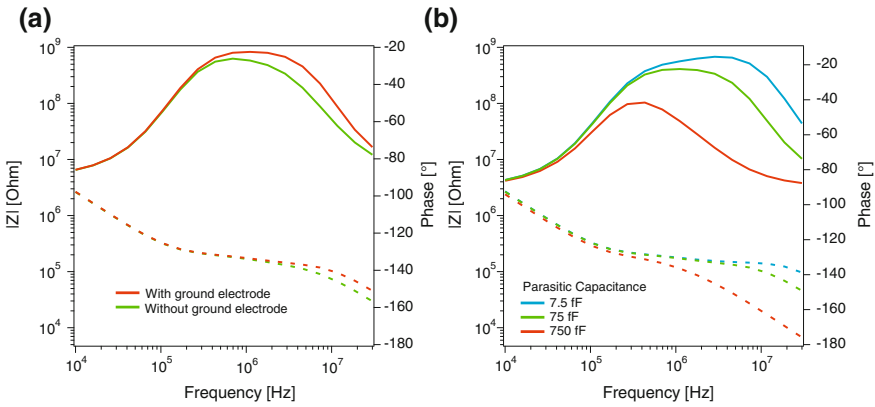 (a)
10⁹
10⁸
10⁷
10⁶
10⁵
10⁴
|Z| [Ohm]
-20
-40
-60
-80
-100
-120
-140
-160
-180
Phase [°]
With ground electrode
Without ground electrode
10⁴
10⁵
10⁶
10⁷
Frequency [Hz]
(b)
10⁹
10⁸
10⁷
10⁶
10⁵
10⁴
|Z| [Ohm]
-20
-40
-60
-80
-100
-120
-140
-160
-180
Phase [°]
Parasitic Capacitance
7.5 fF
75 fF
750 fF
10⁴
10⁵
10⁶
10⁷
Frequency [Hz]